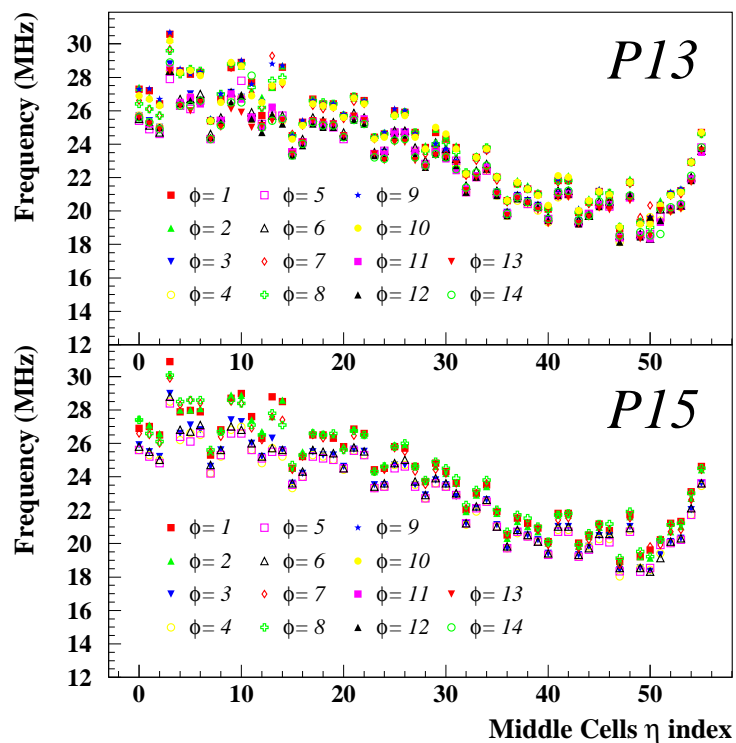 P13
Frequency (MHz)
30
28
26
24
22
20
18
16
14
12
ϕ= 1 ϕ= 5 ϕ= 9
ϕ= 2 ϕ= 6 ϕ= 10
ϕ= 3 ϕ= 7 ϕ= 11 ϕ= 13
ϕ= 4 ϕ= 8 ϕ= 12 ϕ= 14
0 10 20 30 40 50
P15
Frequency (MHz)
30
28
26
24
22
20
18
16
14
12
ϕ= 1 ϕ= 5 ϕ= 9
ϕ= 2 ϕ= 6 ϕ= 10
ϕ= 3 ϕ= 7 ϕ= 11 ϕ= 13
ϕ= 4 ϕ= 8 ϕ= 12 ϕ= 14
0 10 20 30 40 50
Middle Cells η index